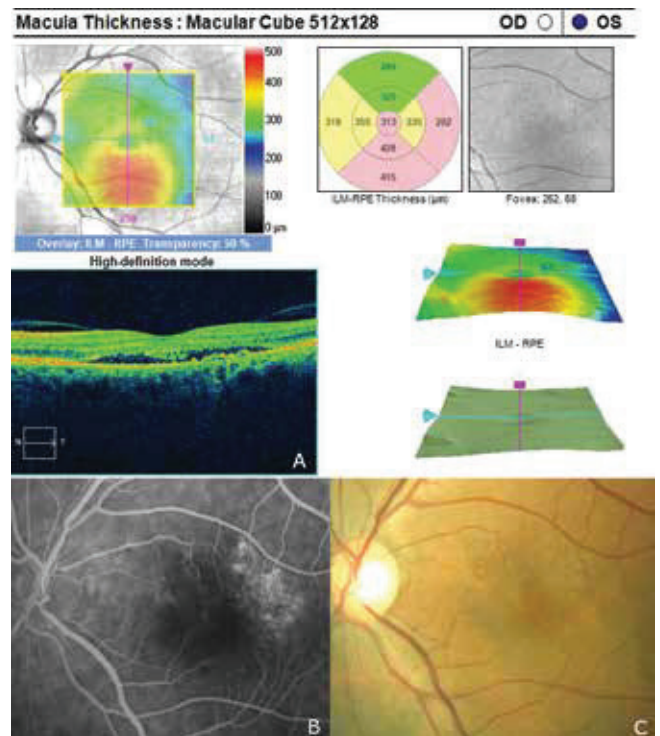 Macula Thickness : Macular Cube 512x128 OD OS
500
400
300
200
100
0 µm
Overlay: ILM - RPE Transparency: 50 %
High-definition mode
325
319 355 313 335 282
428
415
ILM-RPE Thickness (µm)
Fovea: 252, 68
ILM - RPE
N T
A
B
C